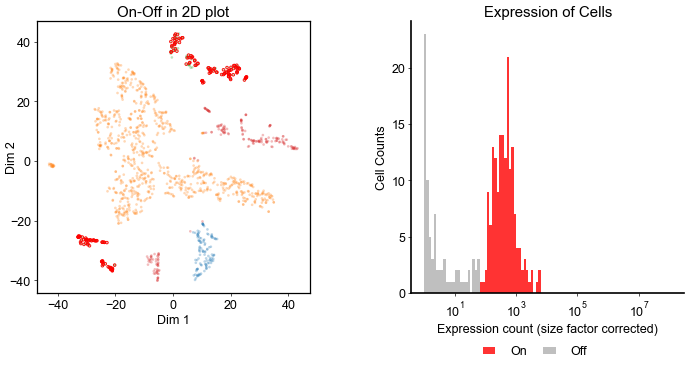 On-Off in 2D plot
40
20
0
−20
−40
Dim 2
−40 −20 0 20 40
Dim 1
Expression of Cells
20
15
10
5
0
Cell Counts
10^1 10^3 10^5 10^7
Expression count (size factor corrected)
On Off